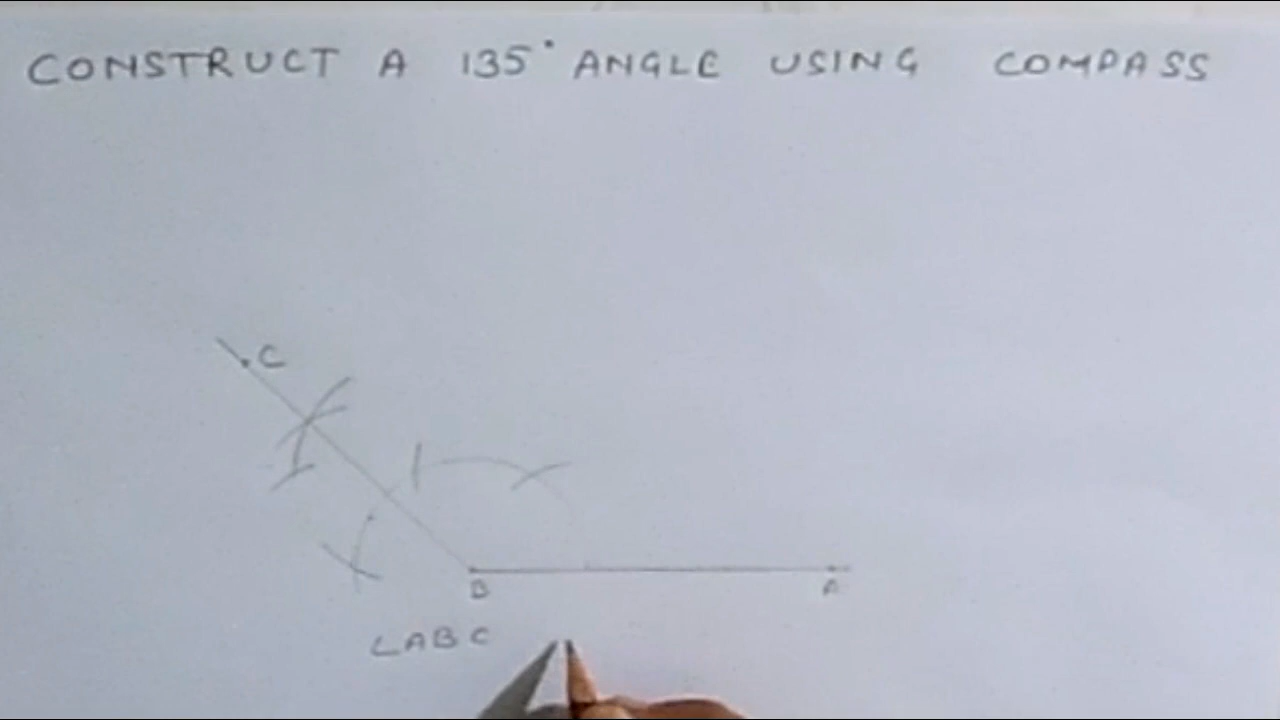 CONSTRUCT A 135° ANGLE USING COMPASS
C
B A
∠ABC